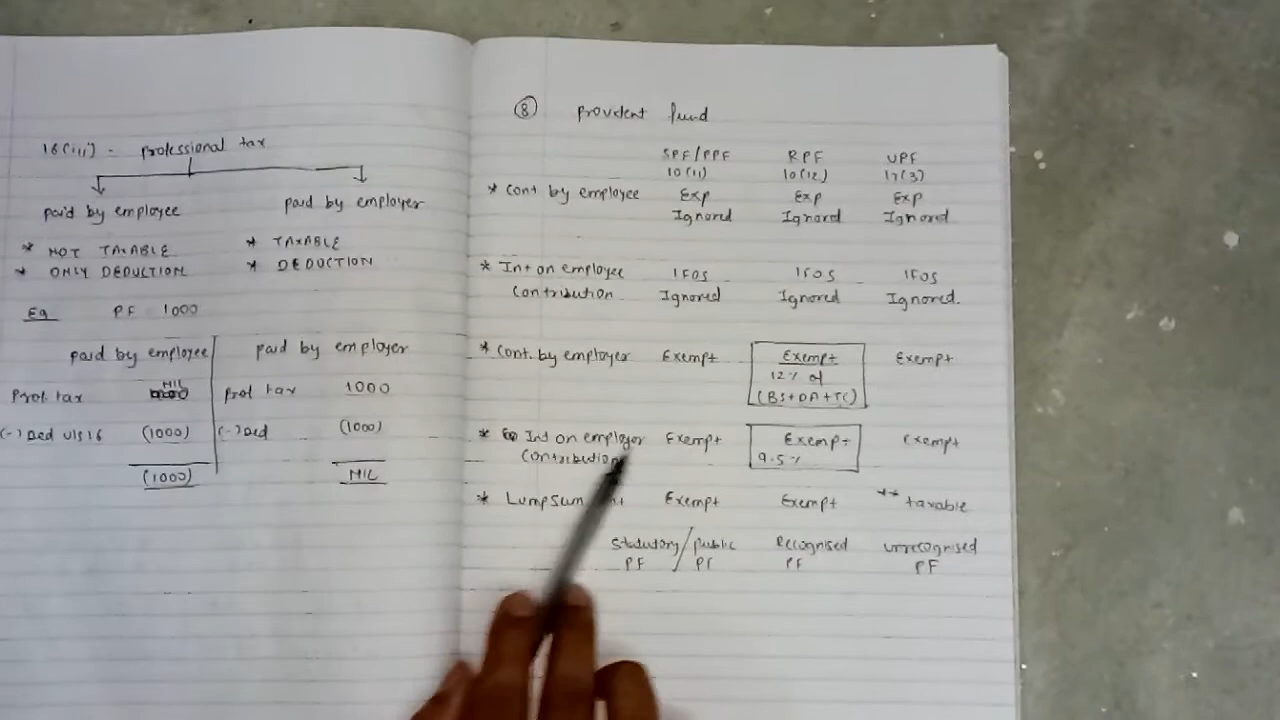 16(iii) - professional tax
paid by employee paid by employer
* NOT TAXABLE * TAXABLE
* ONLY DEDUCTION * DEDUCTION
Eg PF 1000
paid by employee paid by employer
Prof. tax NIL prof tax 1000
(-) Ded u/s 16 (1000) (-) Ded (1000)
(1000) NIL
⑧ provident fund
SPF/PPF RPF UPF
10(11) 10(12) 17(3)
* Cont by employee Exp Exp Exp
Ignored Ignored Ignored
* Int on employee IFOS IFOS IFOS
Contribution Ignored Ignored Ignored.
* Cont. by employer Exempt Exempt Exempt
12% of
(BS+DA+TC)
* Int on employer Exempt Exempt Exempt
Contribution 9.5%
* Lumpsum Exempt Exempt ** taxable
Statutory/public Recognised unrecognised
PF / PF PF PF